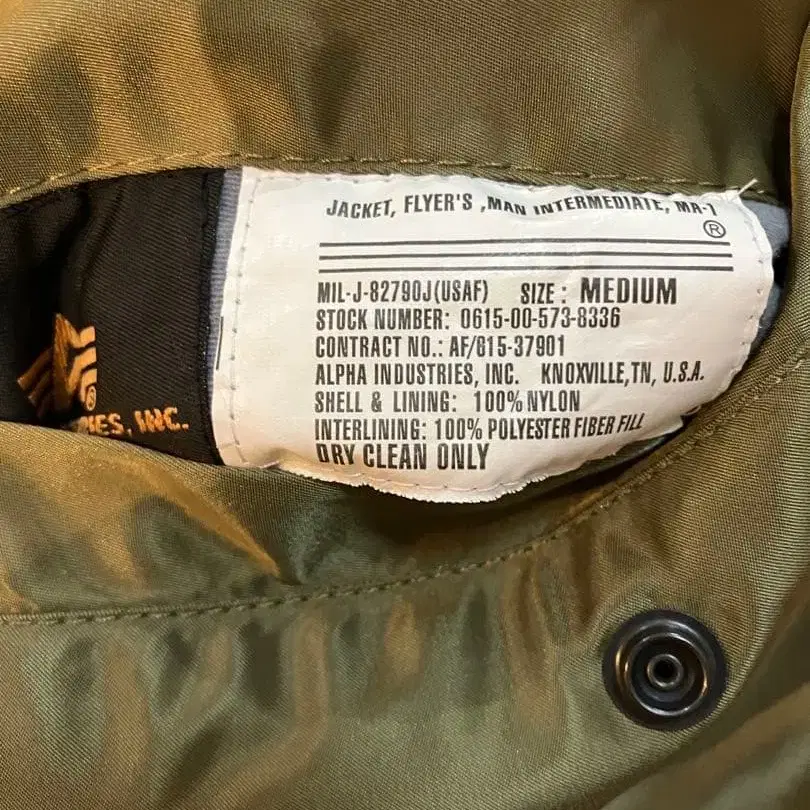 JACKET, FLYER'S ,MAN INTERMEDIATE, MA-1
®
MIL-J-82790J(USAF) SIZE: MEDIUM
STOCK NUMBER: 0615-00-573-8336
CONTRACT NO.: AF/615-37901
ALPHA INDUSTRIES, INC. KNOXVILLE,TN, U.S.A.
SHELL & LINING: 100% NYLON
INTERLINING: 100% POLYESTER FIBER FILL
DRY CLEAN ONLY
®
RIES, INC.